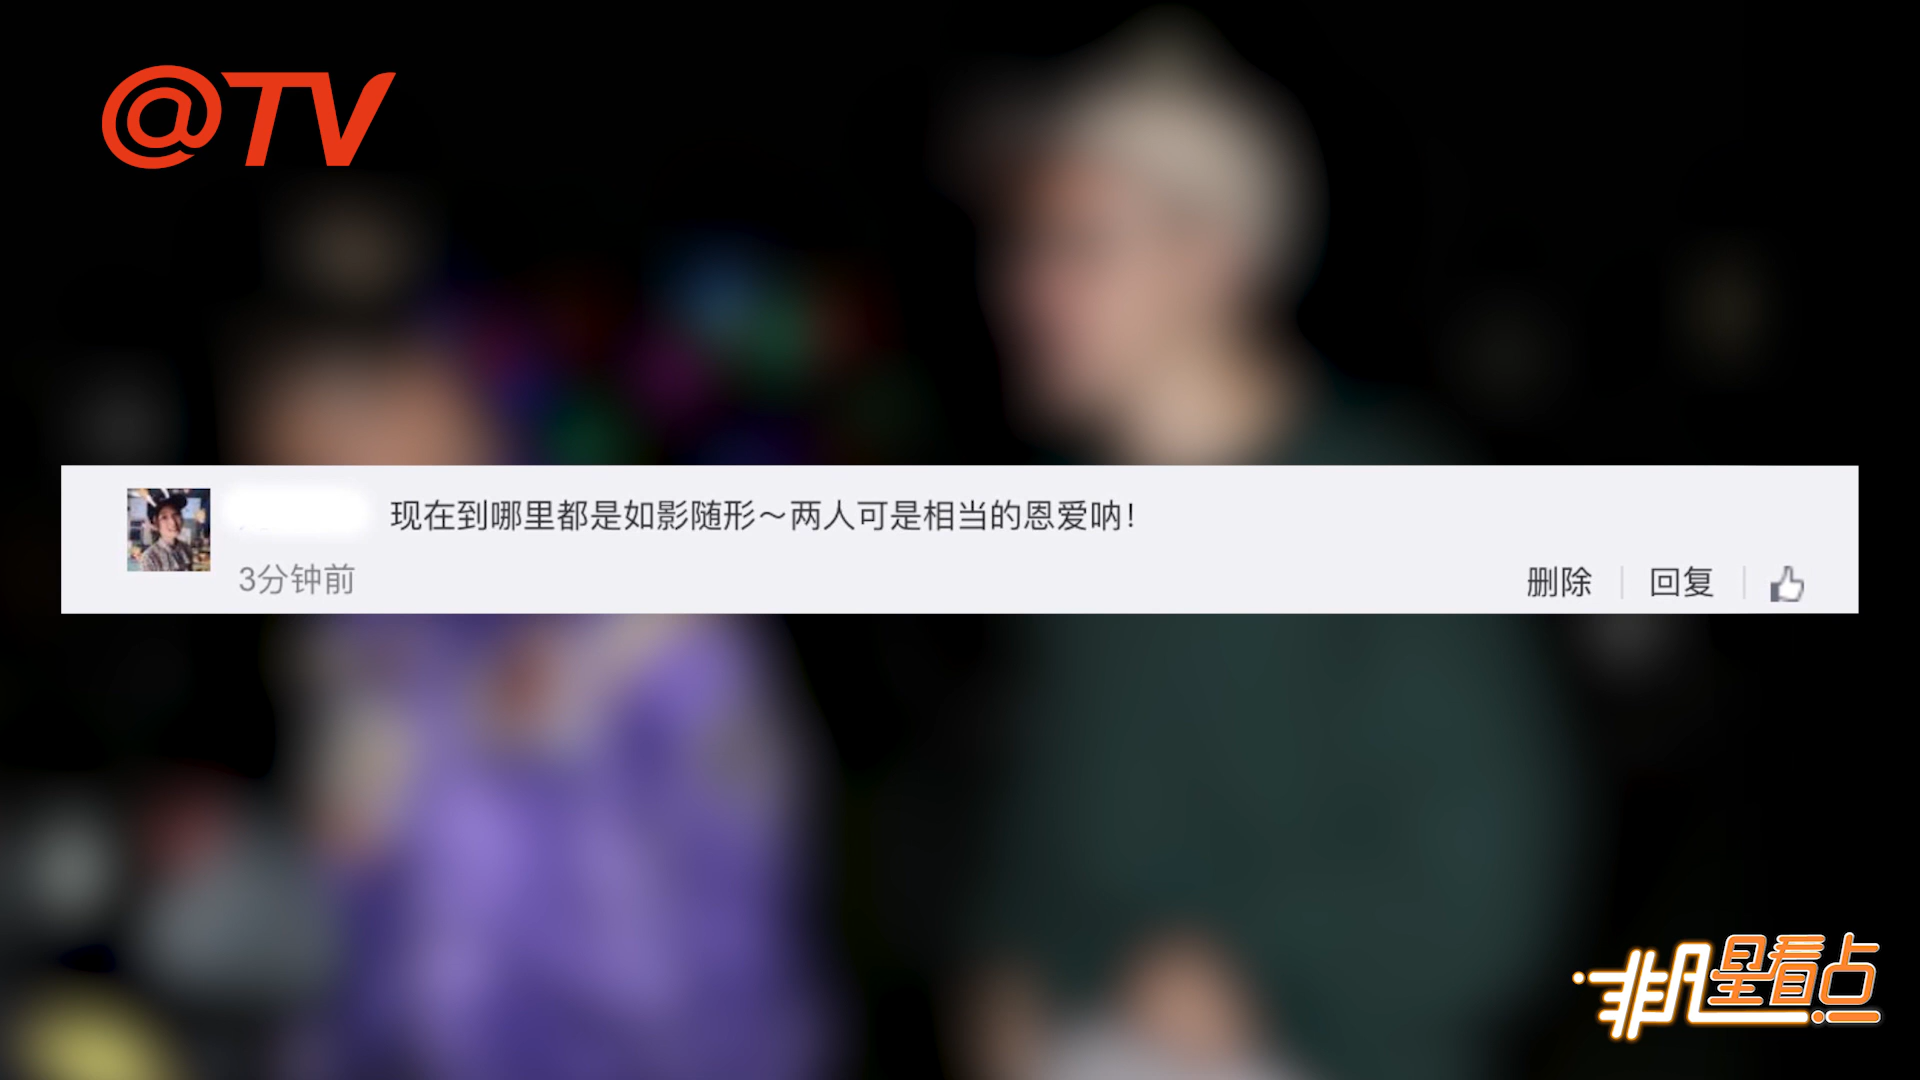 @TV
现在到哪里都是如影随形～两人可是相当的恩爱呐！
3分钟前
删除
回复
非凡星看点